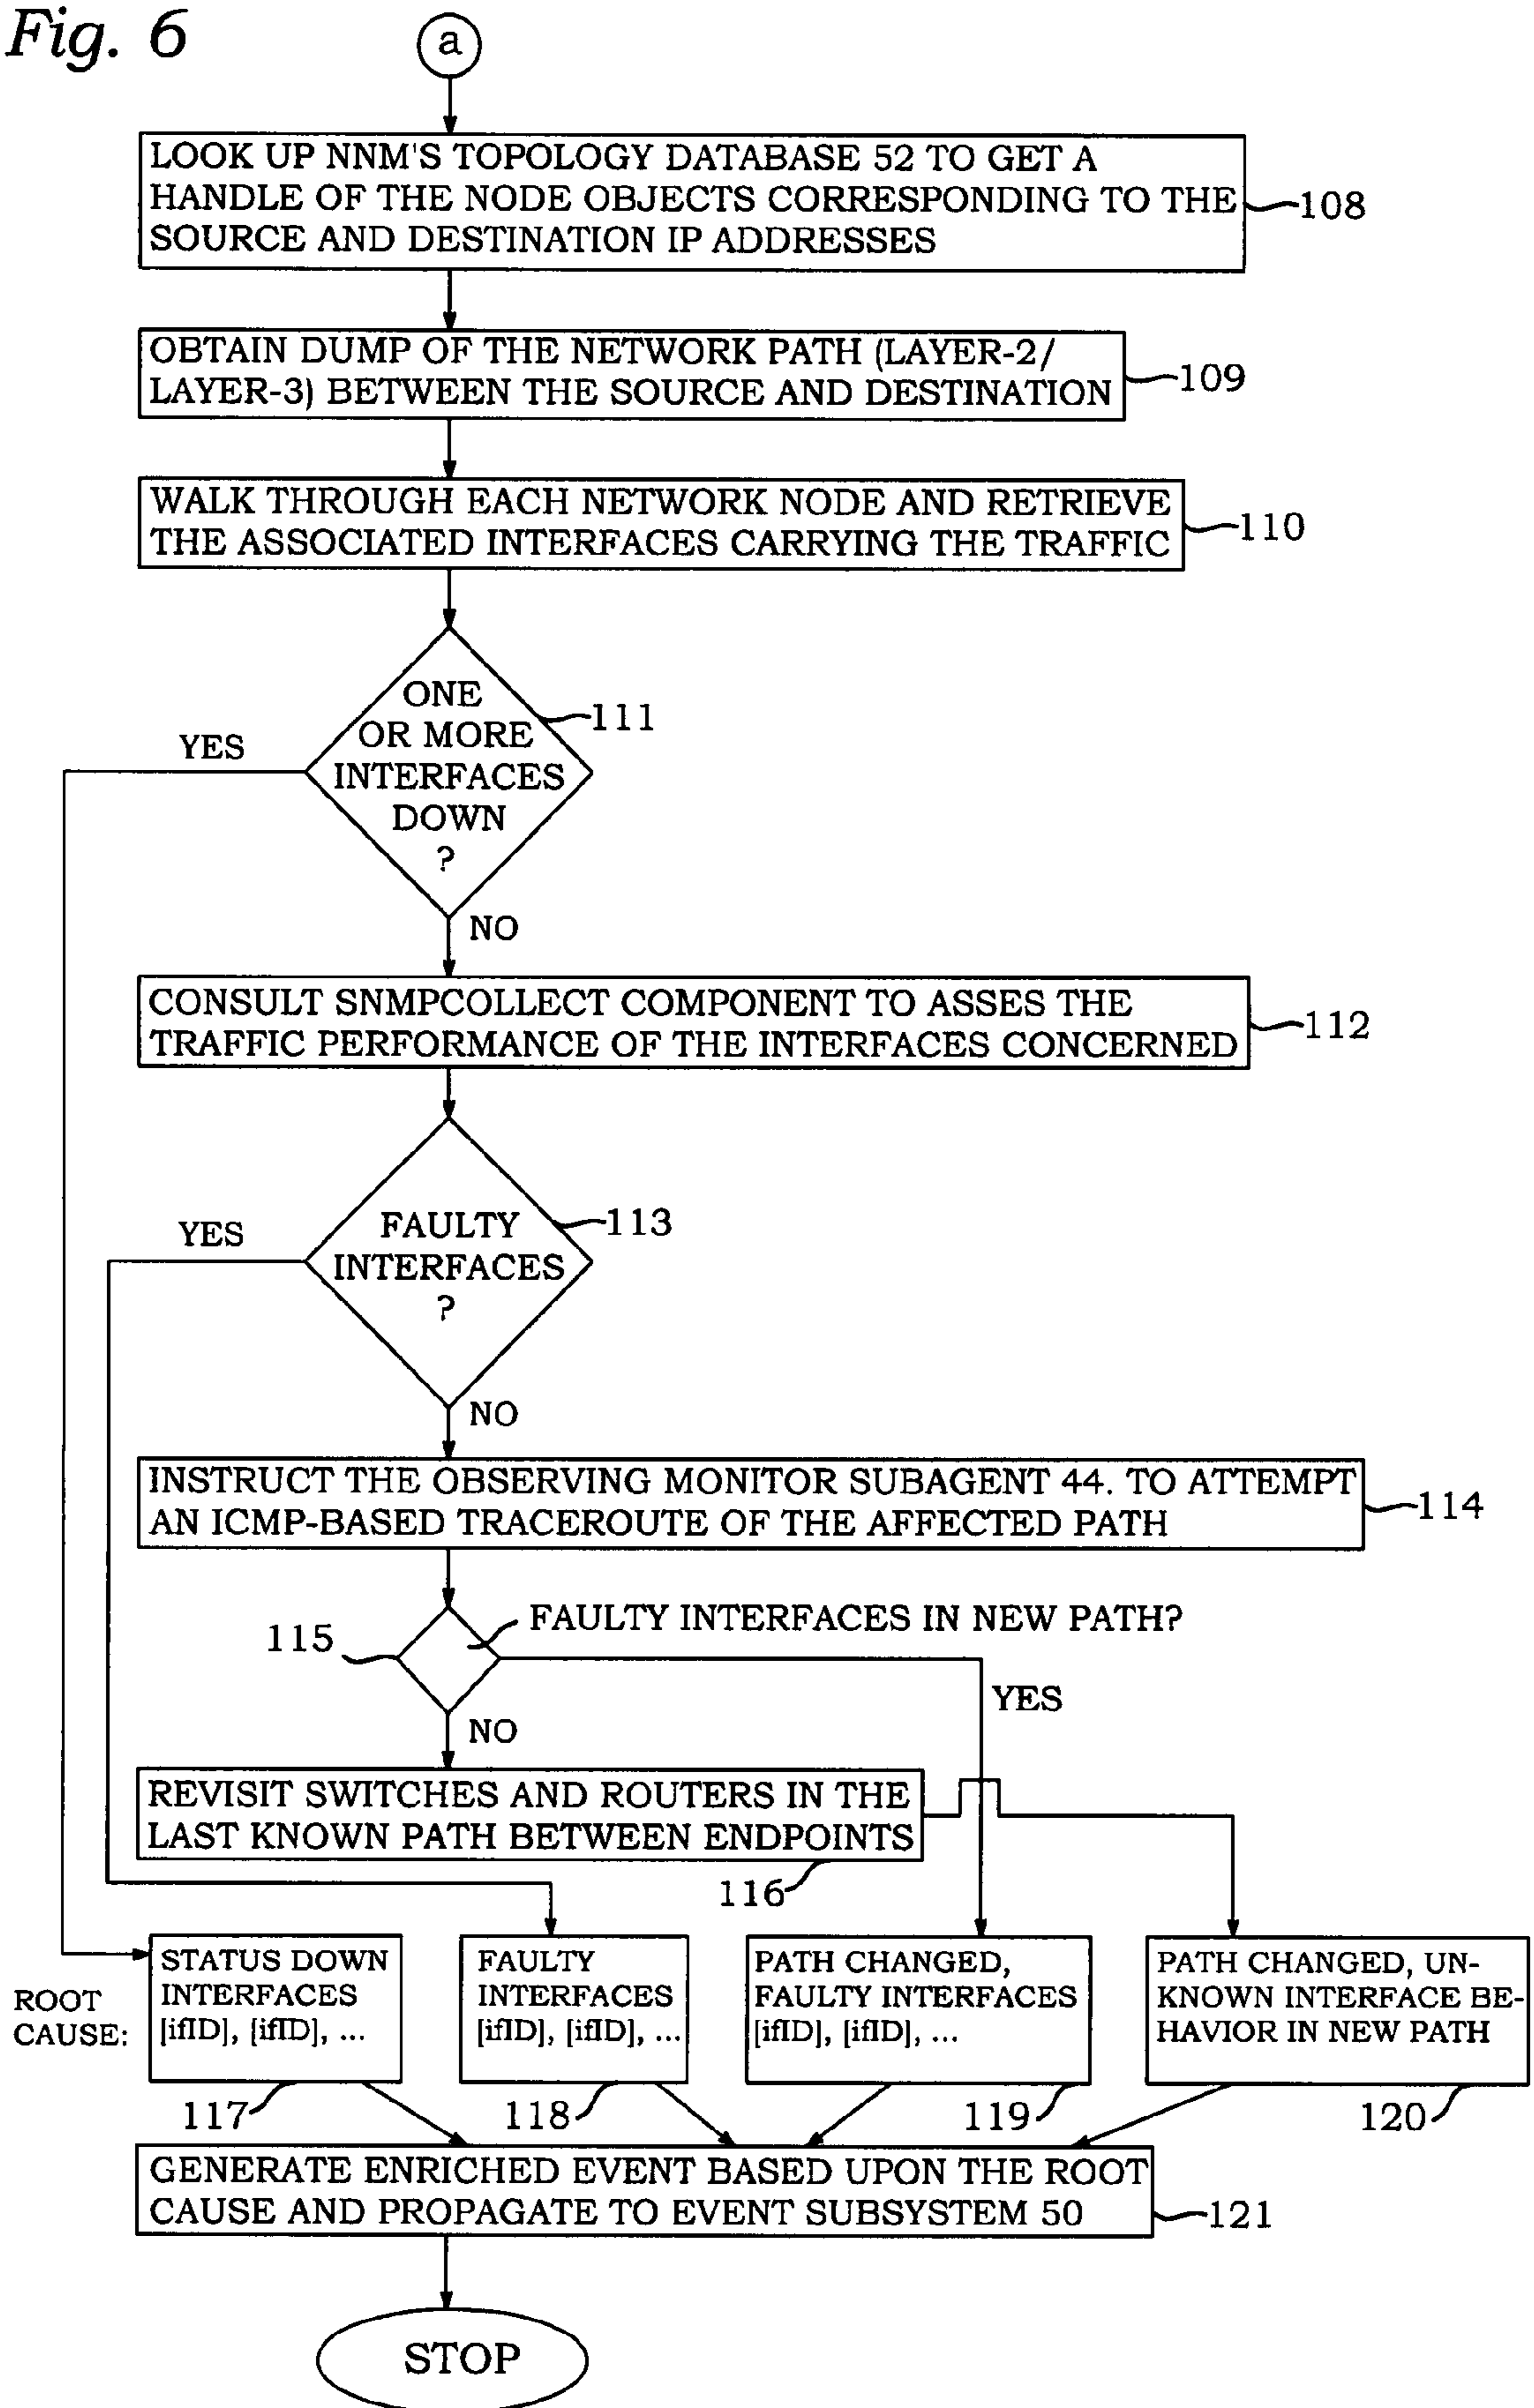 Fig. 6
a
LOOK UP NNM'S TOPOLOGY DATABASE 52 TO GET A
HANDLE OF THE NODE OBJECTS CORRESPONDING TO THE
SOURCE AND DESTINATION IP ADDRESSES
108
OBTAIN DUMP OF THE NETWORK PATH (LAYER-2/
LAYER-3) BETWEEN THE SOURCE AND DESTINATION
109
WALK THROUGH EACH NETWORK NODE AND RETRIEVE
THE ASSOCIATED INTERFACES CARRYING THE TRAFFIC
110
ONE
OR MORE
INTERFACES
DOWN
?
111
YES
NO
CONSULT SNMPCOLLECT COMPONENT TO ASSES THE
TRAFFIC PERFORMANCE OF THE INTERFACES CONCERNED
112
FAULTY
INTERFACES
?
113
YES
NO
INSTRUCT THE OBSERVING MONITOR SUBAGENT 44. TO ATTEMPT
AN ICMP-BASED TRACEROUTE OF THE AFFECTED PATH
114
FAULTY INTERFACES IN NEW PATH?
115
YES
NO
REVISIT SWITCHES AND ROUTERS IN THE
LAST KNOWN PATH BETWEEN ENDPOINTS
116
ROOT
CAUSE:
STATUS DOWN
INTERFACES
[ifID], [ifID], ...
117
FAULTY
INTERFACES
[ifID], [ifID], ...
118
PATH CHANGED,
FAULTY INTERFACES
[ifID], [ifID], ...
119
PATH CHANGED, UN-
KNOWN INTERFACE BE-
HAVIOR IN NEW PATH
120
GENERATE ENRICHED EVENT BASED UPON THE ROOT
CAUSE AND PROPAGATE TO EVENT SUBSYSTEM 50
121
STOP